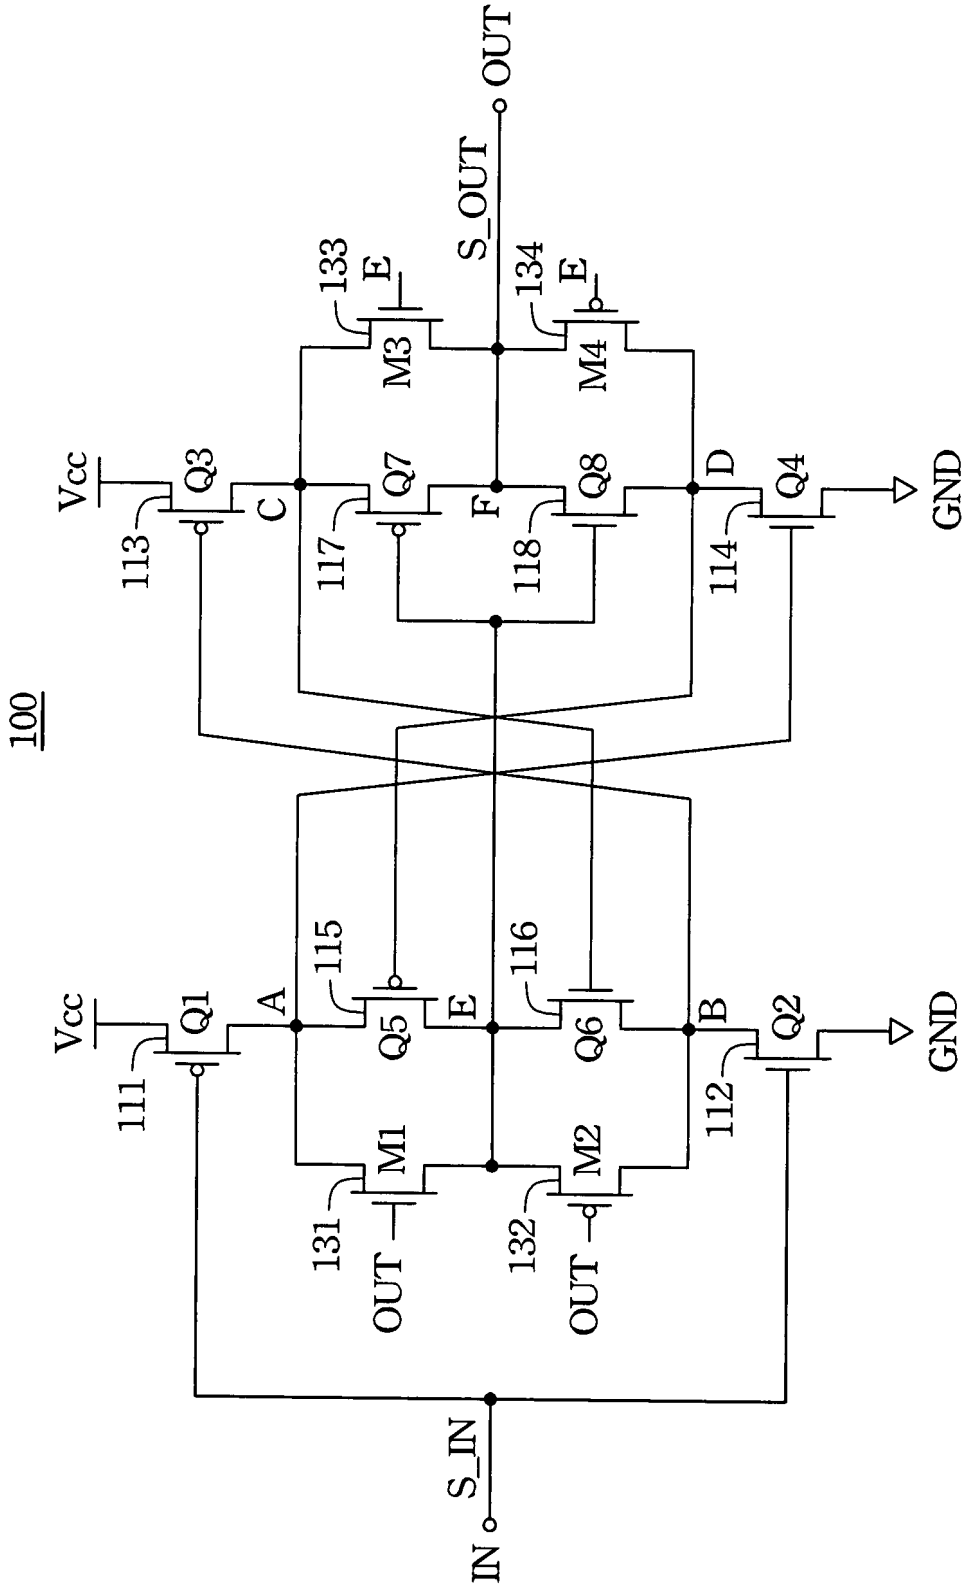 100
Vcc
Vcc
111
Q1
113
Q3
A
C
131
M1
OUT
115
Q5
117
Q7
133
M3
E
E
F
S_IN
IN
S_OUT
OUT
132
M2
OUT
116
Q6
118
Q8
134
M4
E
B
D
112
Q2
114
Q4
GND
GND